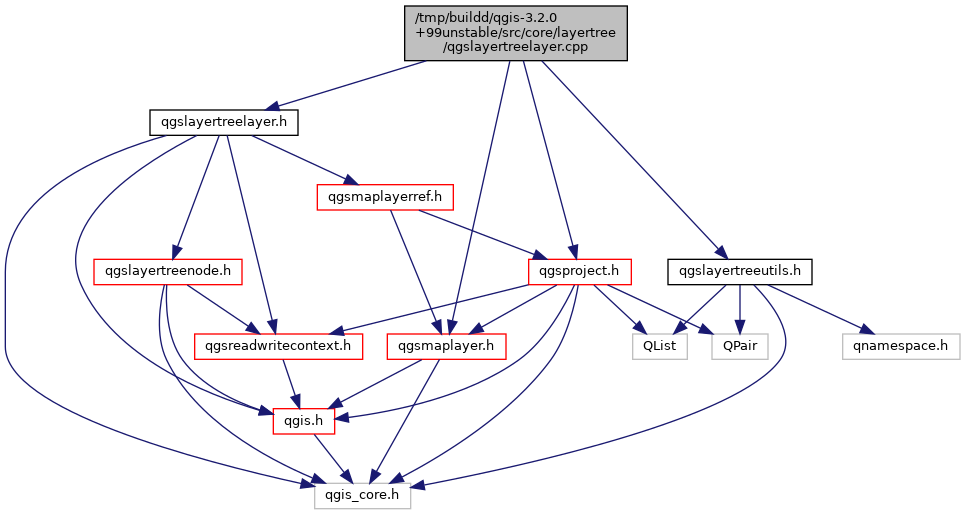 /tmp/buildd/qgis-3.2.0
+99unstable/src/core/layertree
/qgslayertreelayer.cpp
qgslayertreelayer.h
qgsmaplayerref.h
qgslayertreenode.h
qgsproject.h
qgslayertreeutils.h
qgsreadwritecontext.h
qgsmaplayer.h
QList
QPair
qnamespace.h
qgis.h
qgis_core.h